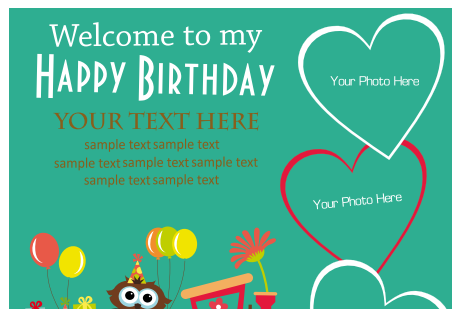 Welcome to my
HAPPY BIRTHDAY
YOUR TEXT HERE
sample text sample text
sample text sample text sample text
sample text sample text
Your Photo Here
Your Photo Here